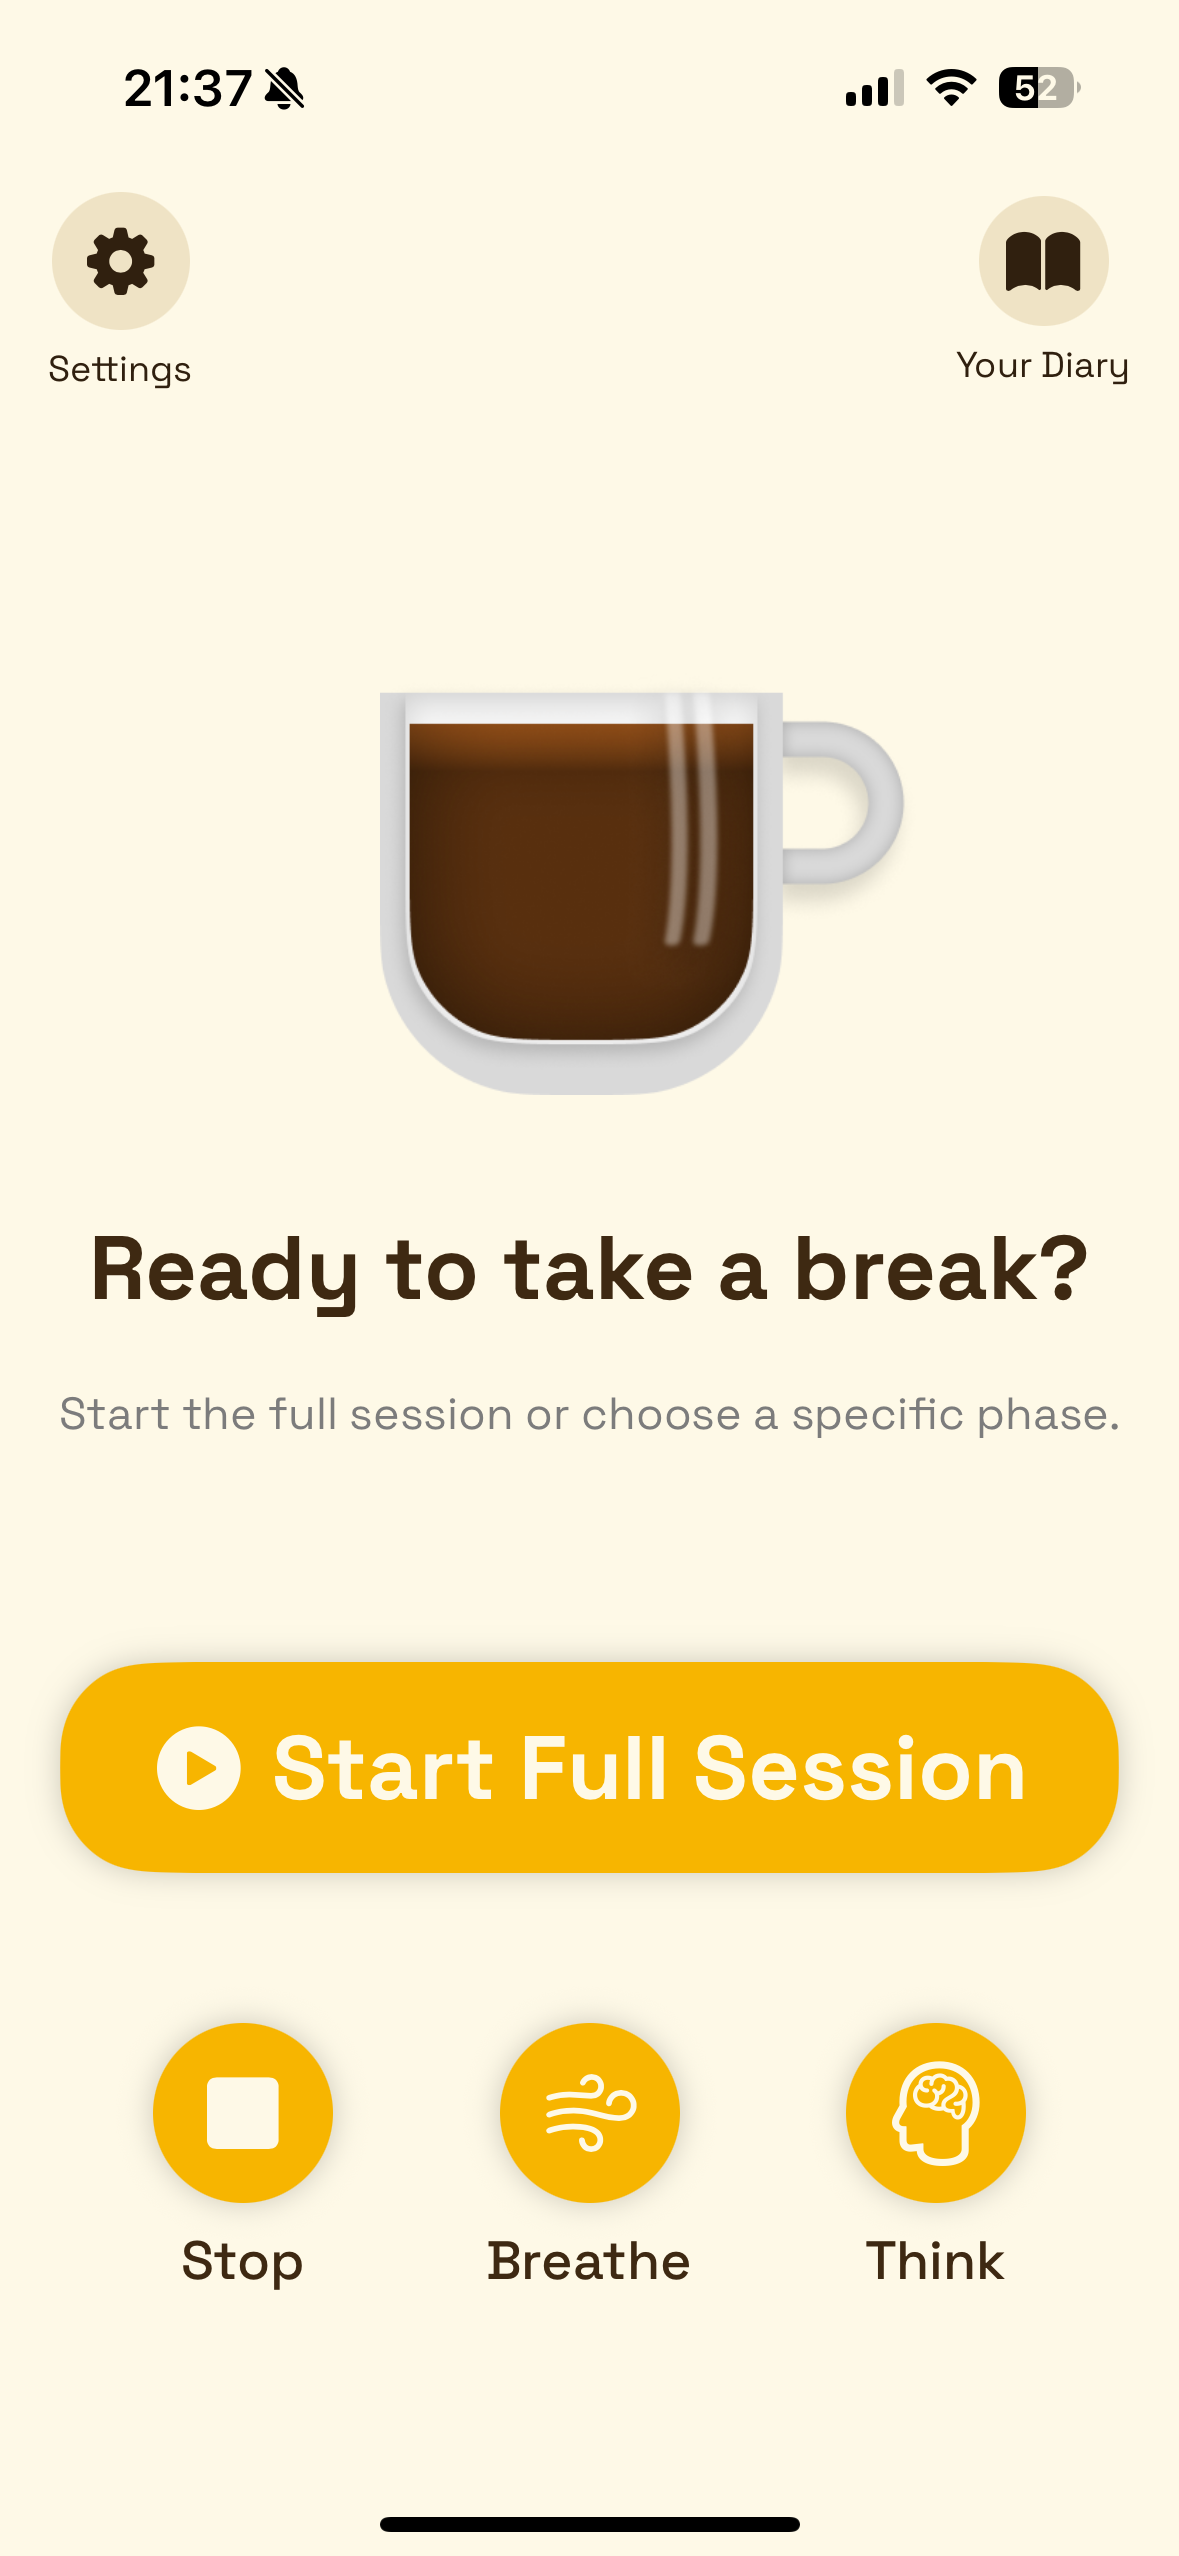 21:37
52
Settings
Your Diary
Ready to take a break?
Start the full session or choose a specific phase.
Start Full Session
Stop
Breathe
Think